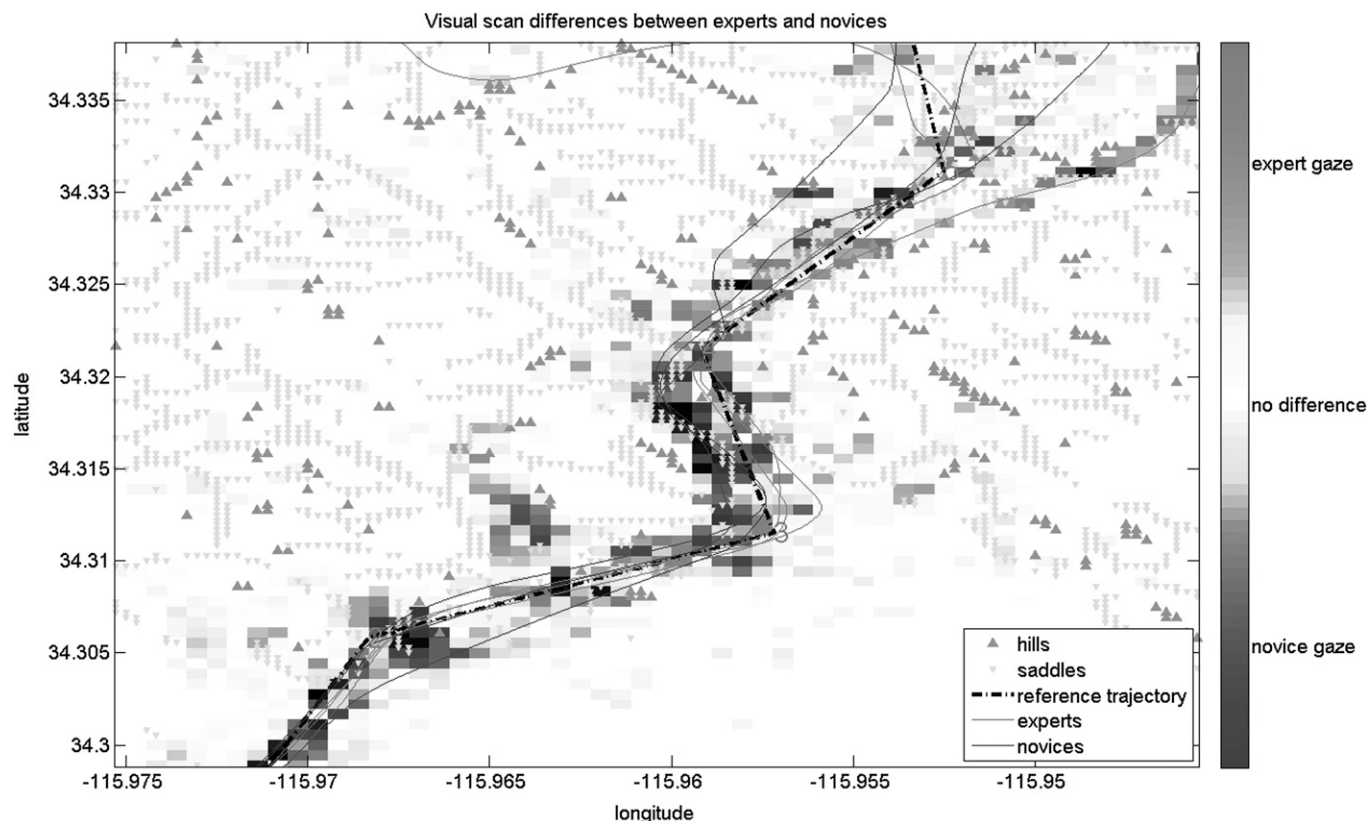 Visual scan differences between experts and novices
34.335
34.33
34.325
34.32
34.315
34.31
34.305
34.3
latitude
-115.975
-115.97
-115.965
-115.96
-115.955
-115.95
longitude
3
hills
saddles
reference trajectory
experts
novices
expert gaze
no difference
novice gaze